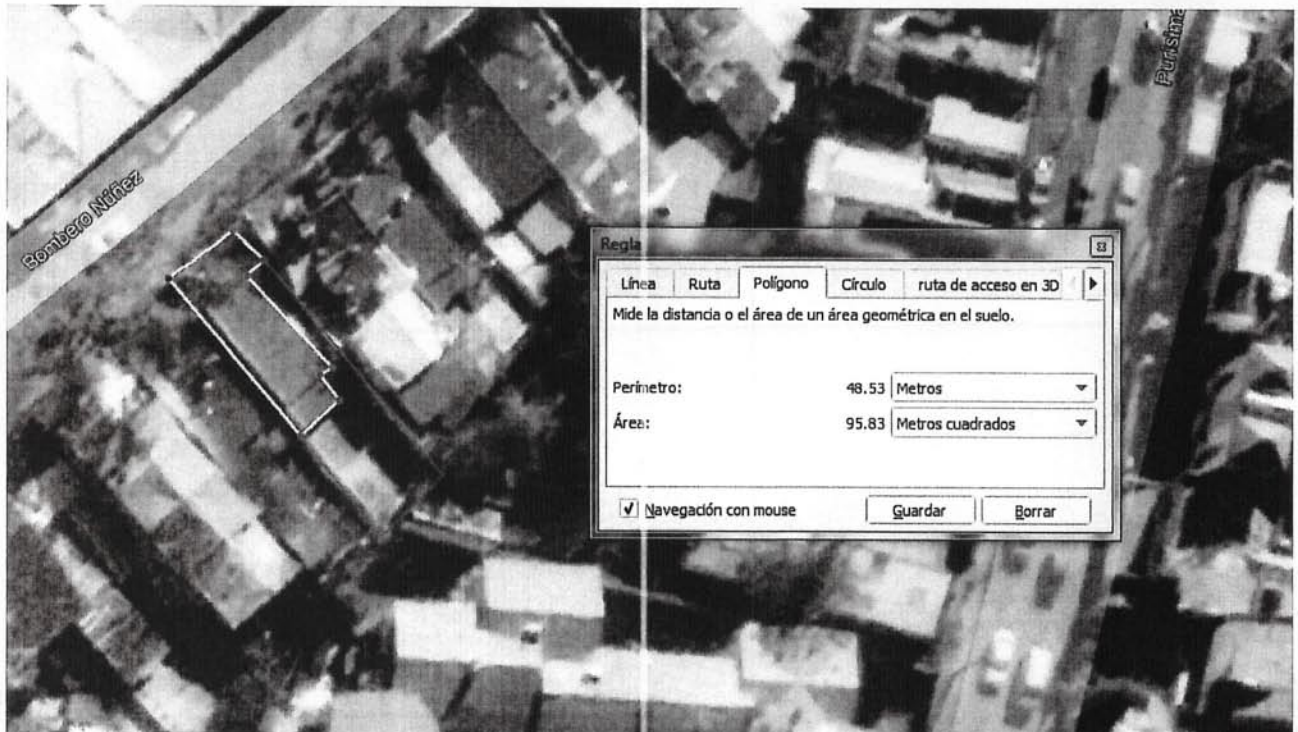 Purísima
Bombero Núñez
Regla
Línea
Ruta
Polígono
Círculo
ruta de acceso en 3D
Mide la distancia o el área de un área geométrica en el suelo.
Perímetro: 48.53 Metros
Área: 95.83 Metros cuadrados
Navegación con mouse
Guardar
Borrar